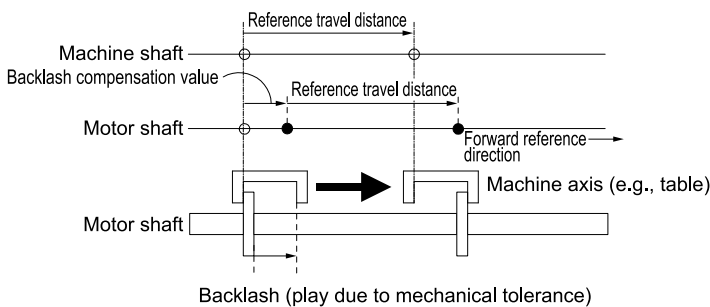 Reference travel distance
Machine shaft
Backlash compensation value
Reference travel distance
Motor shaft
Forward reference
direction
Machine axis (e.g., table)
Motor shaft
Backlash (play due to mechanical tolerance)